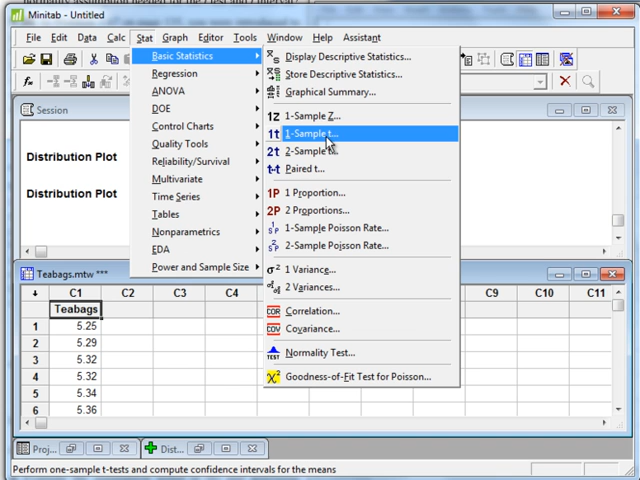 Minitab - Untitled
File Edit Data Calc Stat Graph Editor Tools Window Help Assistant
Basic Statistics
Regression
ANOVA
DOE
Control Charts
Quality Tools
Reliability/Survival
Multivariate
Time Series
Tables
Nonparametrics
EDA
Power and Sample Size
Display Descriptive Statistics...
Store Descriptive Statistics...
Graphical Summary...
1Z 1-Sample Z...
1t 1-Sample t...
2t 2-Sample t...
t-t Paired t...
1P 1 Proportion...
2P 2 Proportions...
1-Sample Poisson Rate...
2-Sample Poisson Rate...
σ² 1 Variance...
2 Variances...
COR Correlation...
COV Covariance...
TEST Normality Test...
χ² Goodness-of-Fit Test for Poisson...
Session
Distribution Plot
Distribution Plot
Teabags.mtw ***
C1 C2 C3 C4 C9 C10 C11
Teabags
1 5.25
2 5.29
3 5.32
4 5.32
5 5.34
6 5.36
Proj... Dist...
Perform one-sample t-tests and compute confidence intervals for the means